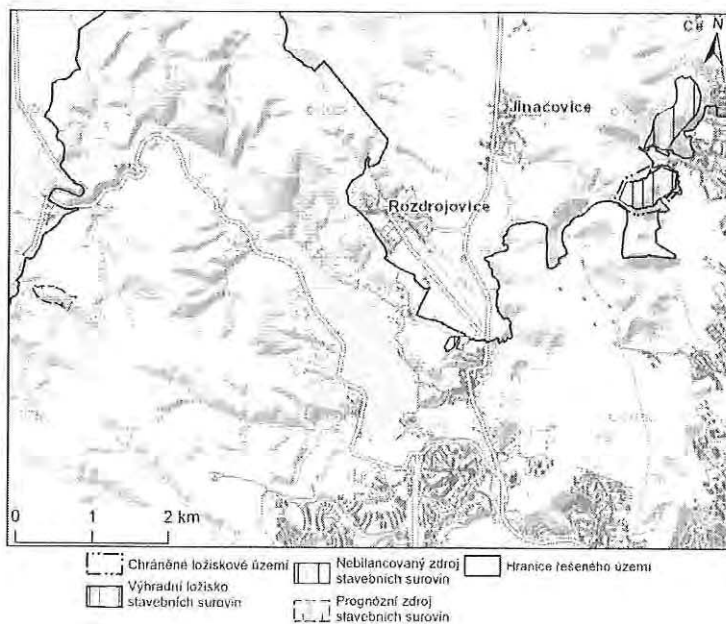 Če N
Jinačovice
Rozdrojovice
0 1 2 km
Chráněné ložiskové území
Výhradní ložisko
stavebních surovin
Nebilancovaný zdroj
stavebních surovin
Prognózní zdroj
stavebních surovin
Hranice řešeného území